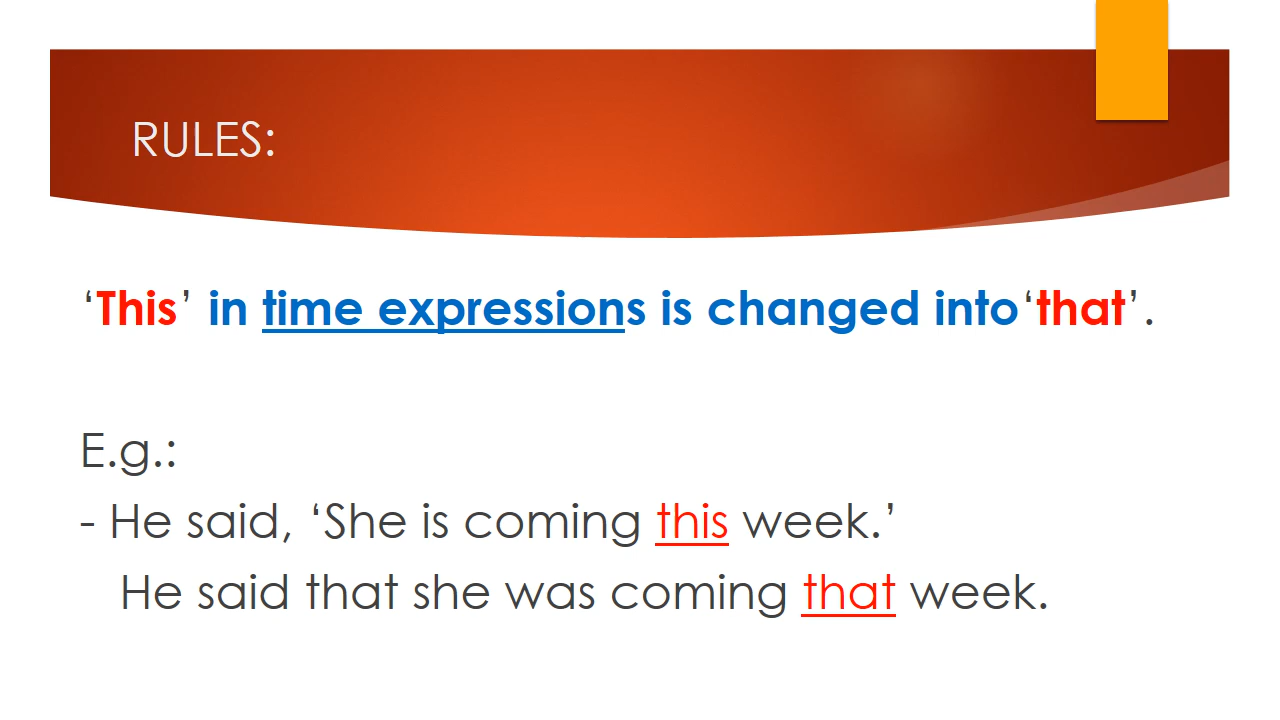 RULES:
‘This’ in time expressions is changed into‘that’.
E.g.:
- He said, ‘She is coming this week.’
He said that she was coming that week.